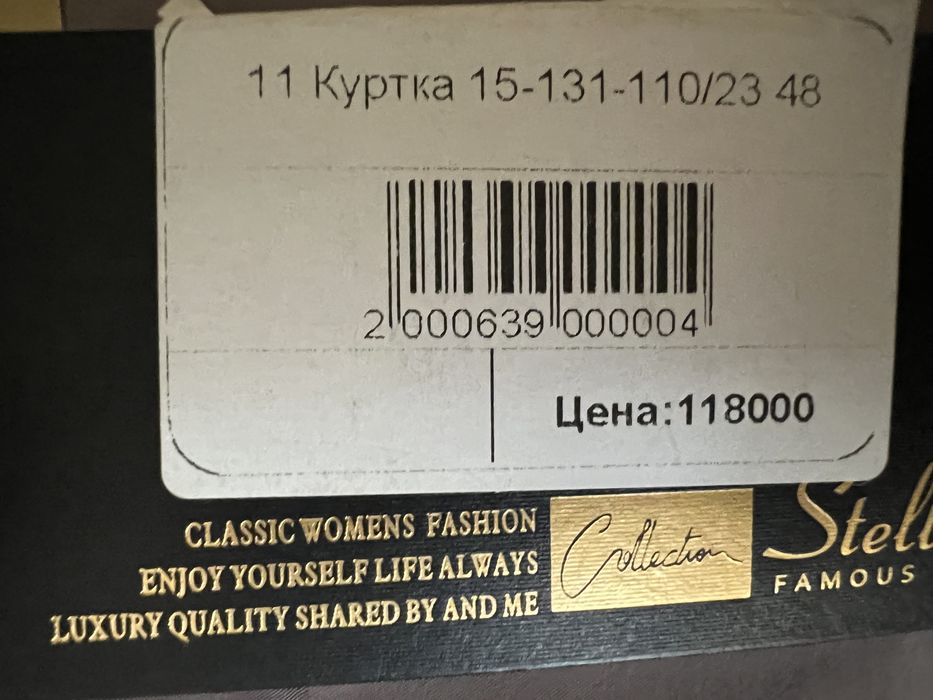 11 Куртка 15-131-110/23 48
2 000639 000004
Цена:118000
CLASSIC WOMENS FASHION
ENJOY YOURSELF LIFE ALWAYS
LUXURY QUALITY SHARED BY AND ME
Collection
FAMOUS